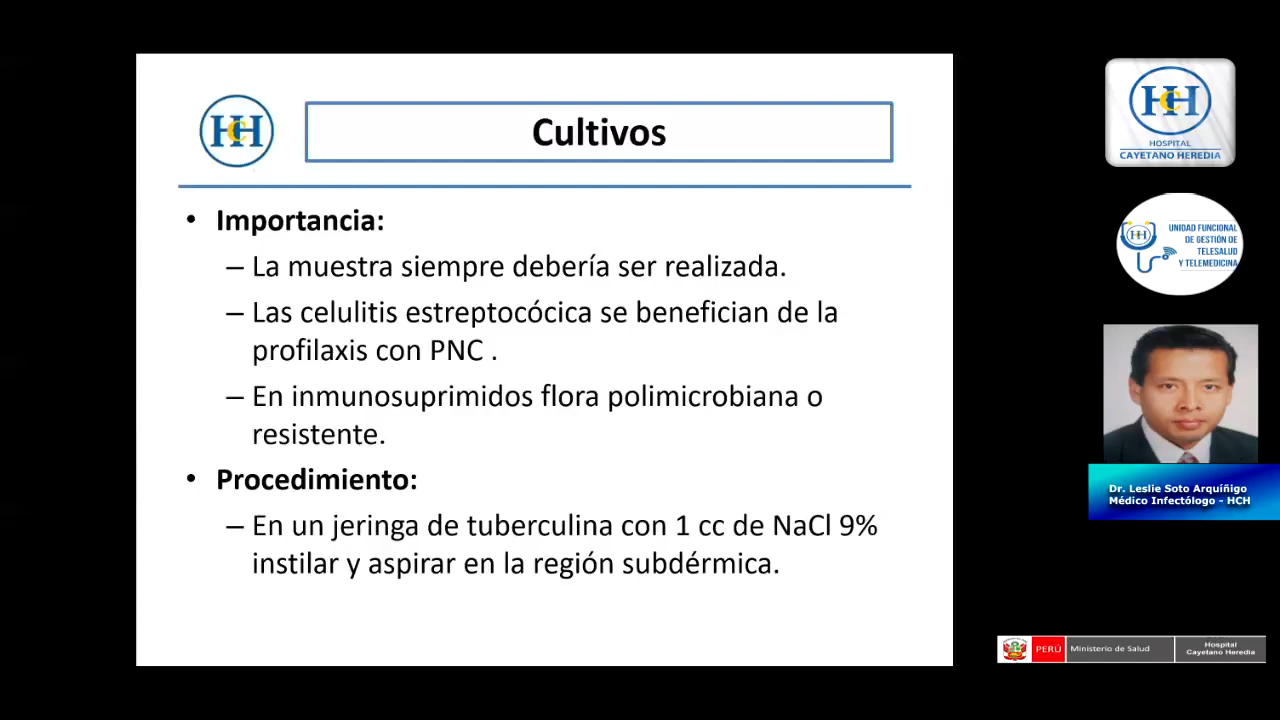 HCH
Cultivos
• Importancia:
– La muestra siempre debería ser realizada.
– Las celulitis estreptocócica se benefician de la
profilaxis con PNC .
– En inmunosuprimidos flora polimicrobiana o
resistente.
• Procedimiento:
– En un jeringa de tuberculina con 1 cc de NaCl 9%
instilar y aspirar en la región subdérmica.
HCH
HOSPITAL
CAYETANO HEREDIA
HCH
UNIDAD FUNCIONAL
DE GESTIÓN DE
TELESALUD
Y TELEMEDICINA
Dr. Leslie Soto Arquíñigo
Médico Infectólogo - HCH
PERÚ
Ministerio de Salud
Hospital
Cayetano Heredia